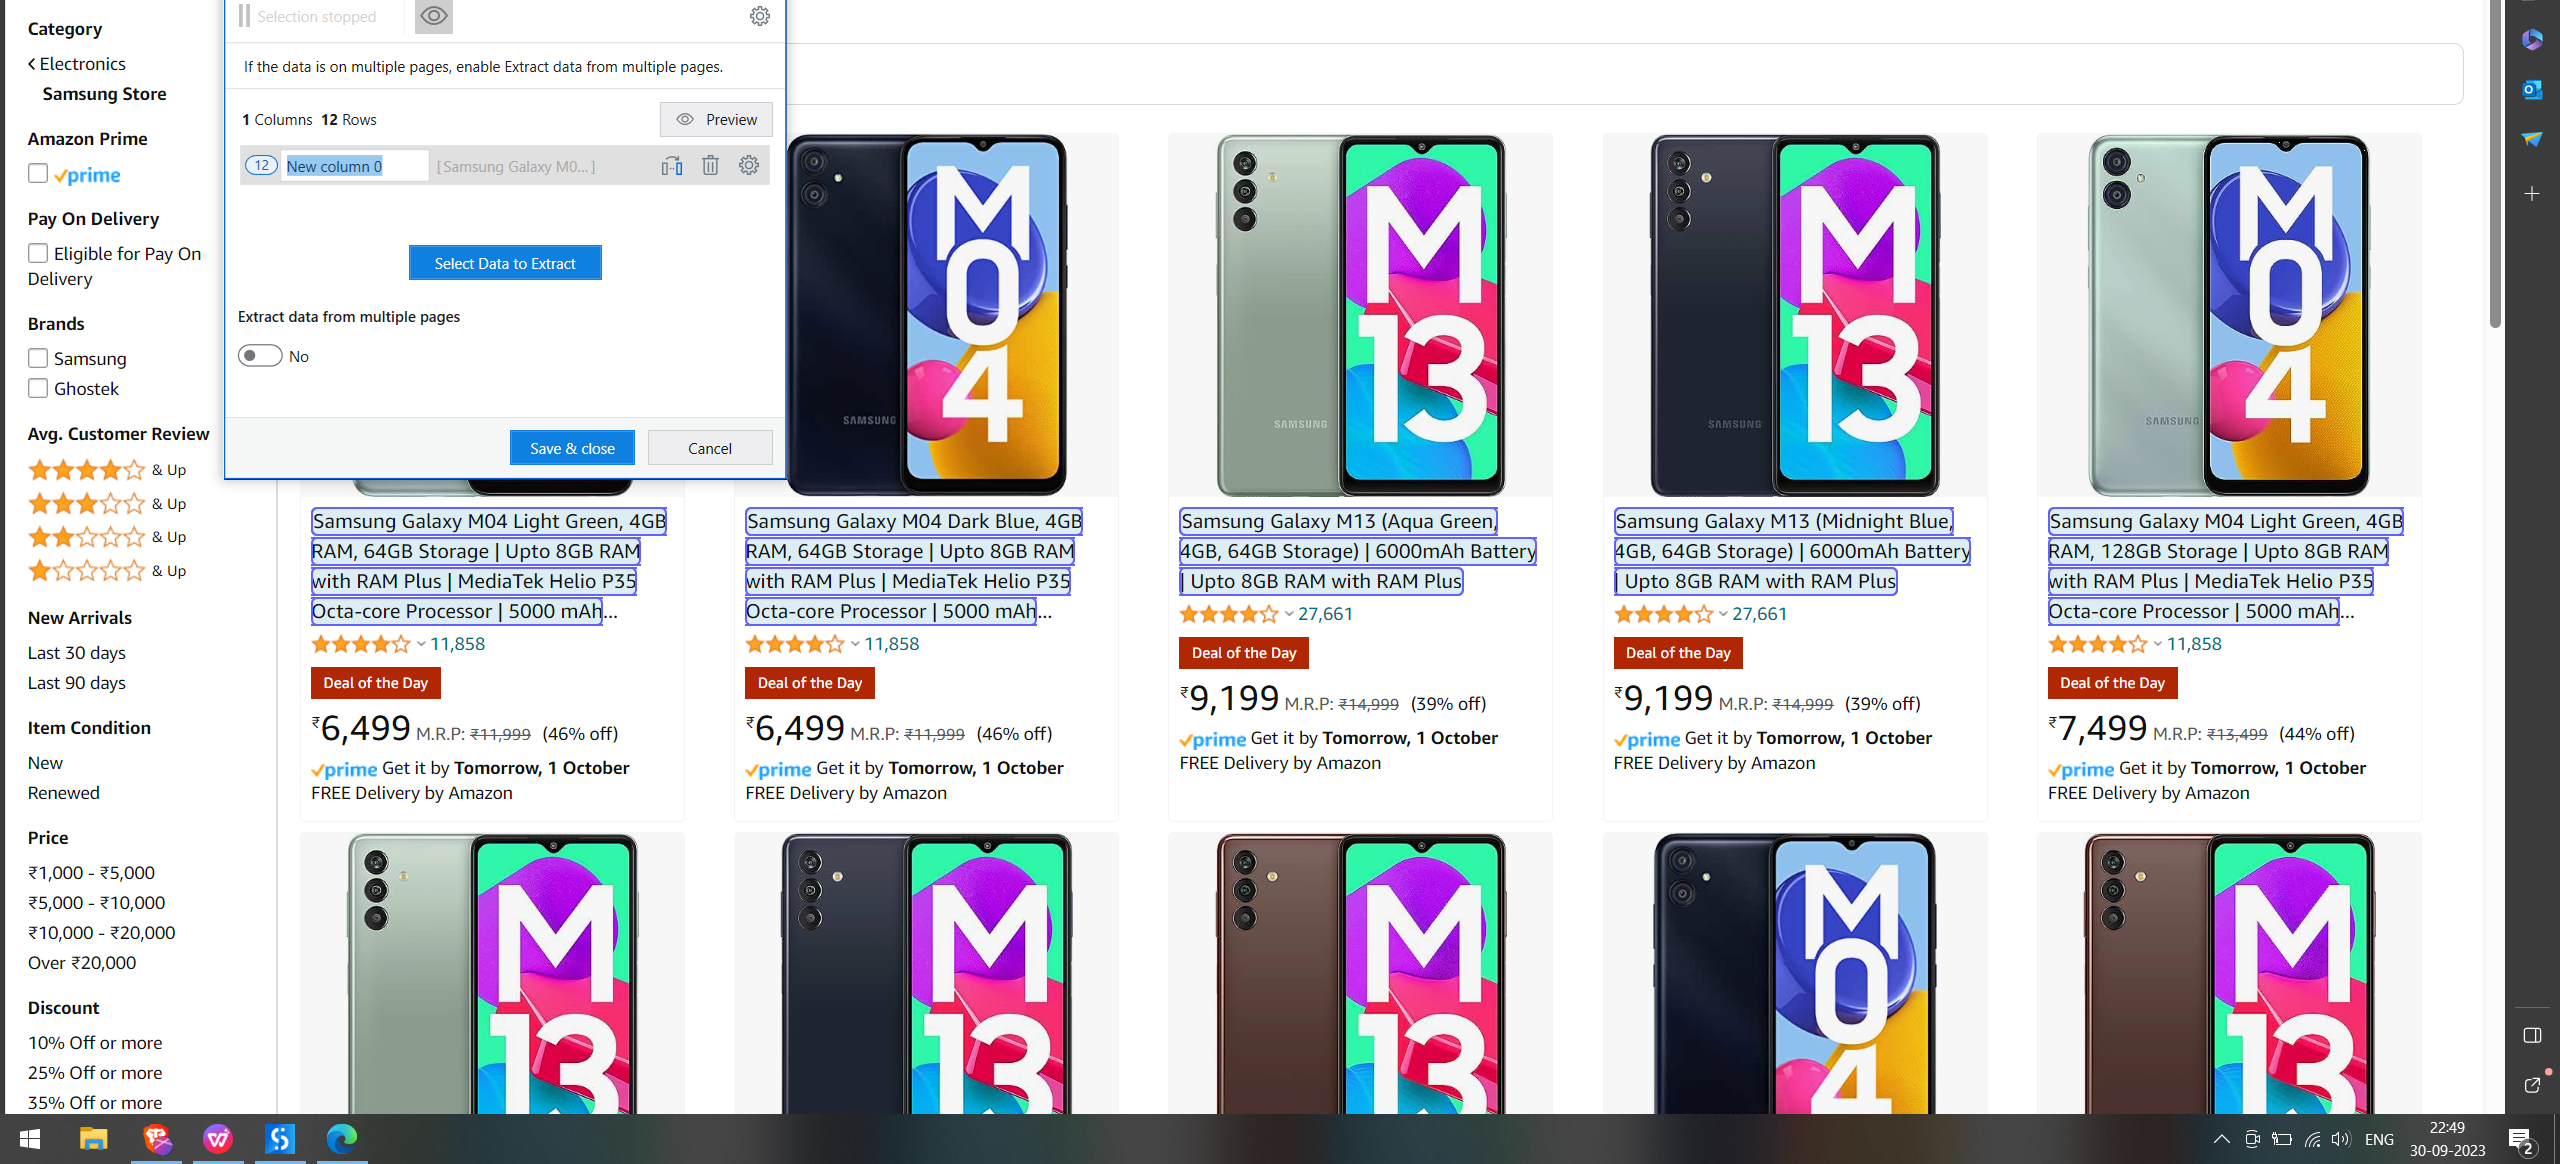 Category
Electronics
Samsung Store
Amazon Prime
prime
Pay On Delivery
Eligible for Pay On
Delivery
Brands
Samsung
Ghostek
Avg. Customer Review
& Up
& Up
& Up
& Up
New Arrivals
Last 30 days
Last 90 days
Item Condition
New
Renewed
Price
₹1,000 - ₹5,000
₹5,000 - ₹10,000
₹10,000 - ₹20,000
Over ₹20,000
Discount
10% Off or more
25% Off or more
35% Off or more
Selection stopped
If the data is on multiple pages, enable Extract data from multiple pages.
1 Columns 12 Rows
Preview
12 New column 0 [Samsung Galaxy M0...]
Select Data to Extract
Extract data from multiple pages
No
Save & close
Cancel
M
04
SAMSUNG
M
13
SAMSUNG
M
13
SAMSUNG
M
04
SAMSUNG
Samsung Galaxy M04 Light Green, 4GB
RAM, 64GB Storage | Upto 8GB RAM
with RAM Plus | MediaTek Helio P35
Octa-core Processor | 5000 mAh...
11,858
Deal of the Day
₹6,499 M.R.P: ₹11,999 (46% off)
prime Get it by Tomorrow, 1 October
FREE Delivery by Amazon
Samsung Galaxy M04 Dark Blue, 4GB
RAM, 64GB Storage | Upto 8GB RAM
with RAM Plus | MediaTek Helio P35
Octa-core Processor | 5000 mAh...
11,858
Deal of the Day
₹6,499 M.R.P: ₹11,999 (46% off)
prime Get it by Tomorrow, 1 October
FREE Delivery by Amazon
Samsung Galaxy M13 (Aqua Green,
4GB, 64GB Storage) | 6000mAh Battery
| Upto 8GB RAM with RAM Plus
27,661
Deal of the Day
₹9,199 M.R.P: ₹14,999 (39% off)
prime Get it by Tomorrow, 1 October
FREE Delivery by Amazon
Samsung Galaxy M13 (Midnight Blue,
4GB, 64GB Storage) | 6000mAh Battery
| Upto 8GB RAM with RAM Plus
27,661
Deal of the Day
₹9,199 M.R.P: ₹14,999 (39% off)
prime Get it by Tomorrow, 1 October
FREE Delivery by Amazon
Samsung Galaxy M04 Light Green, 4GB
RAM, 128GB Storage | Upto 8GB RAM
with RAM Plus | MediaTek Helio P35
Octa-core Processor | 5000 mAh...
11,858
Deal of the Day
₹7,499 M.R.P: ₹13,499 (44% off)
prime Get it by Tomorrow, 1 October
FREE Delivery by Amazon
M
13
M
13
M
13
M
04
M
13
ENG
22:49
30-09-2023
2